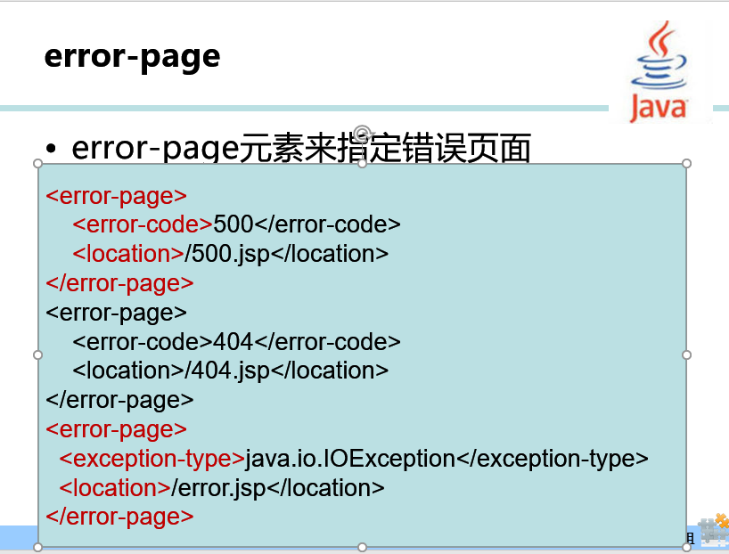 error-page
Java
• error-page元素来指定错误页面
<error-page>
<error-code>500</error-code>
<location>/500.jsp</location>
</error-page>
<error-page>
<error-code>404</error-code>
<location>/404.jsp</location>
</error-page>
<error-page>
<exception-type>java.io.IOException</exception-type>
<location>/error.jsp</location>
</error-page>
组